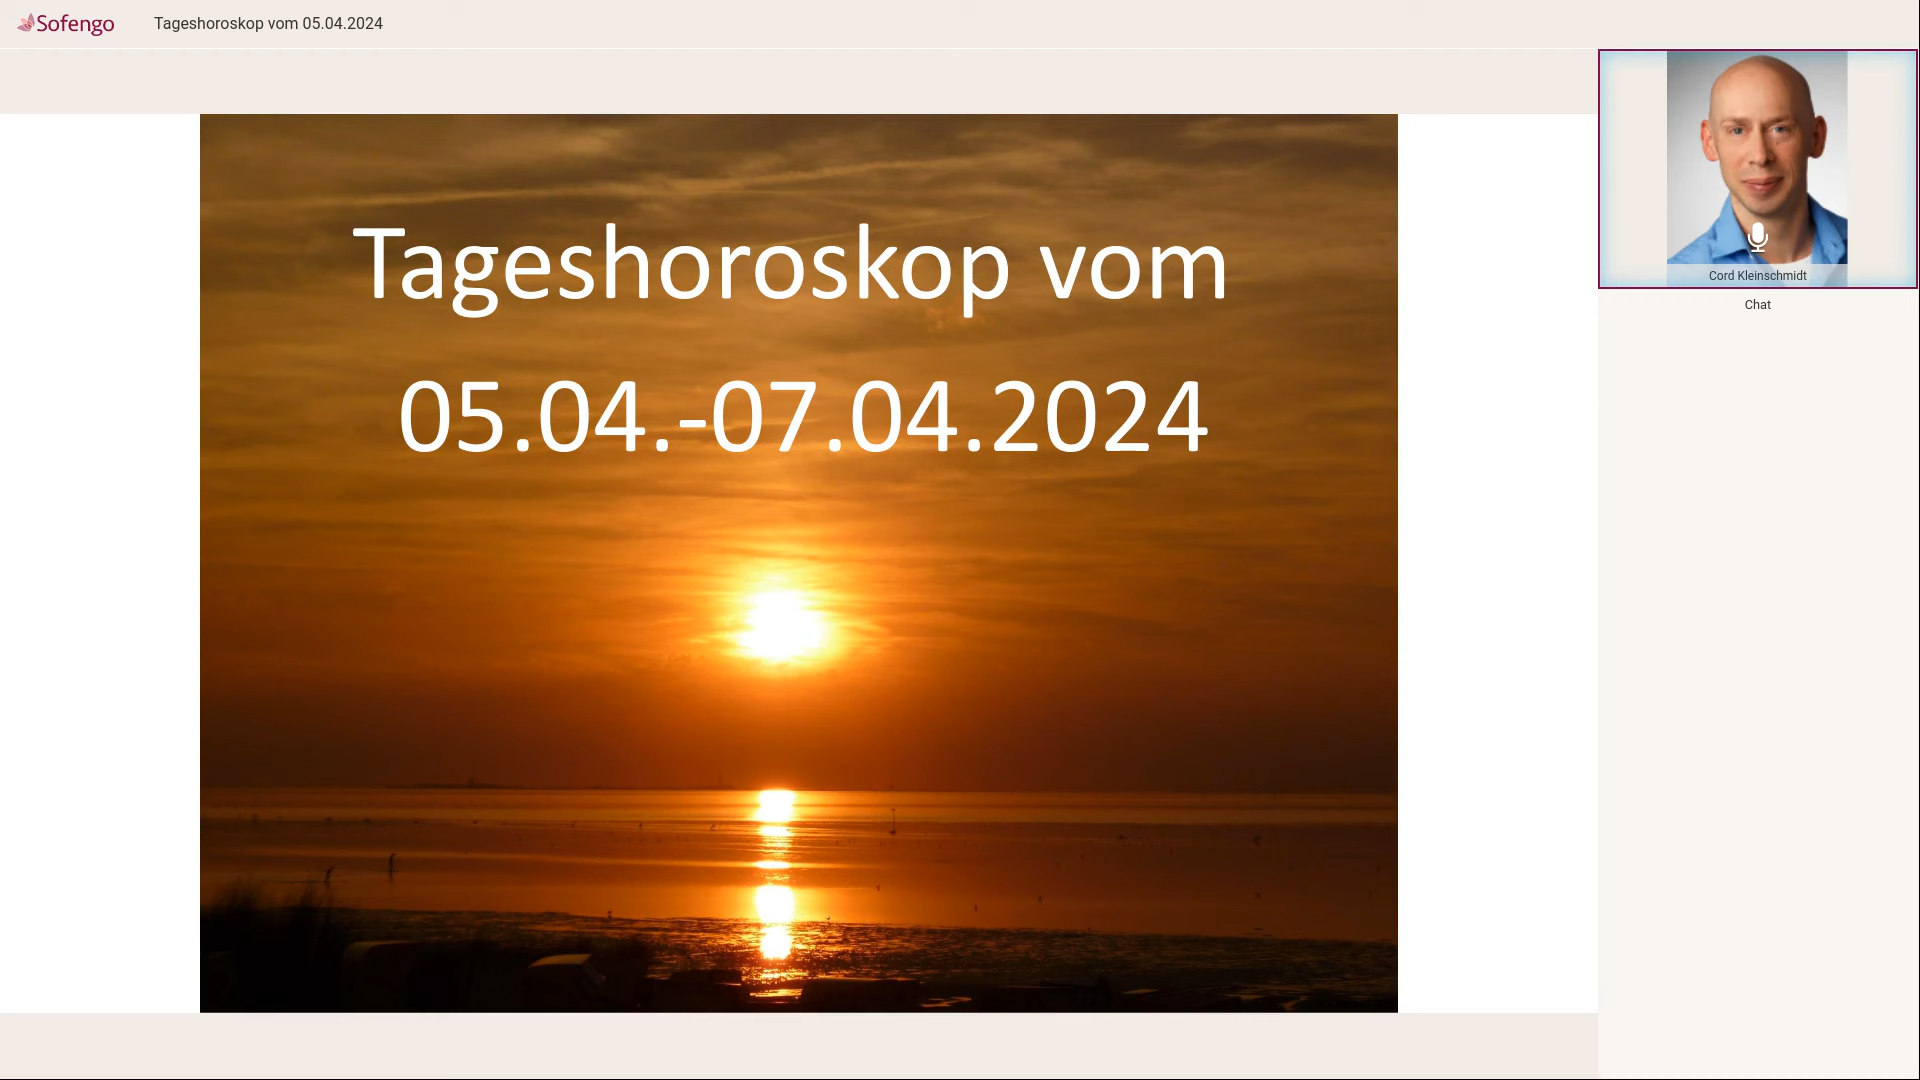 Sofengo
Tageshoroskop vom 05.04.2024
Tageshoroskop vom
05.04.-07.04.2024
Cord Kleinschmidt
Chat